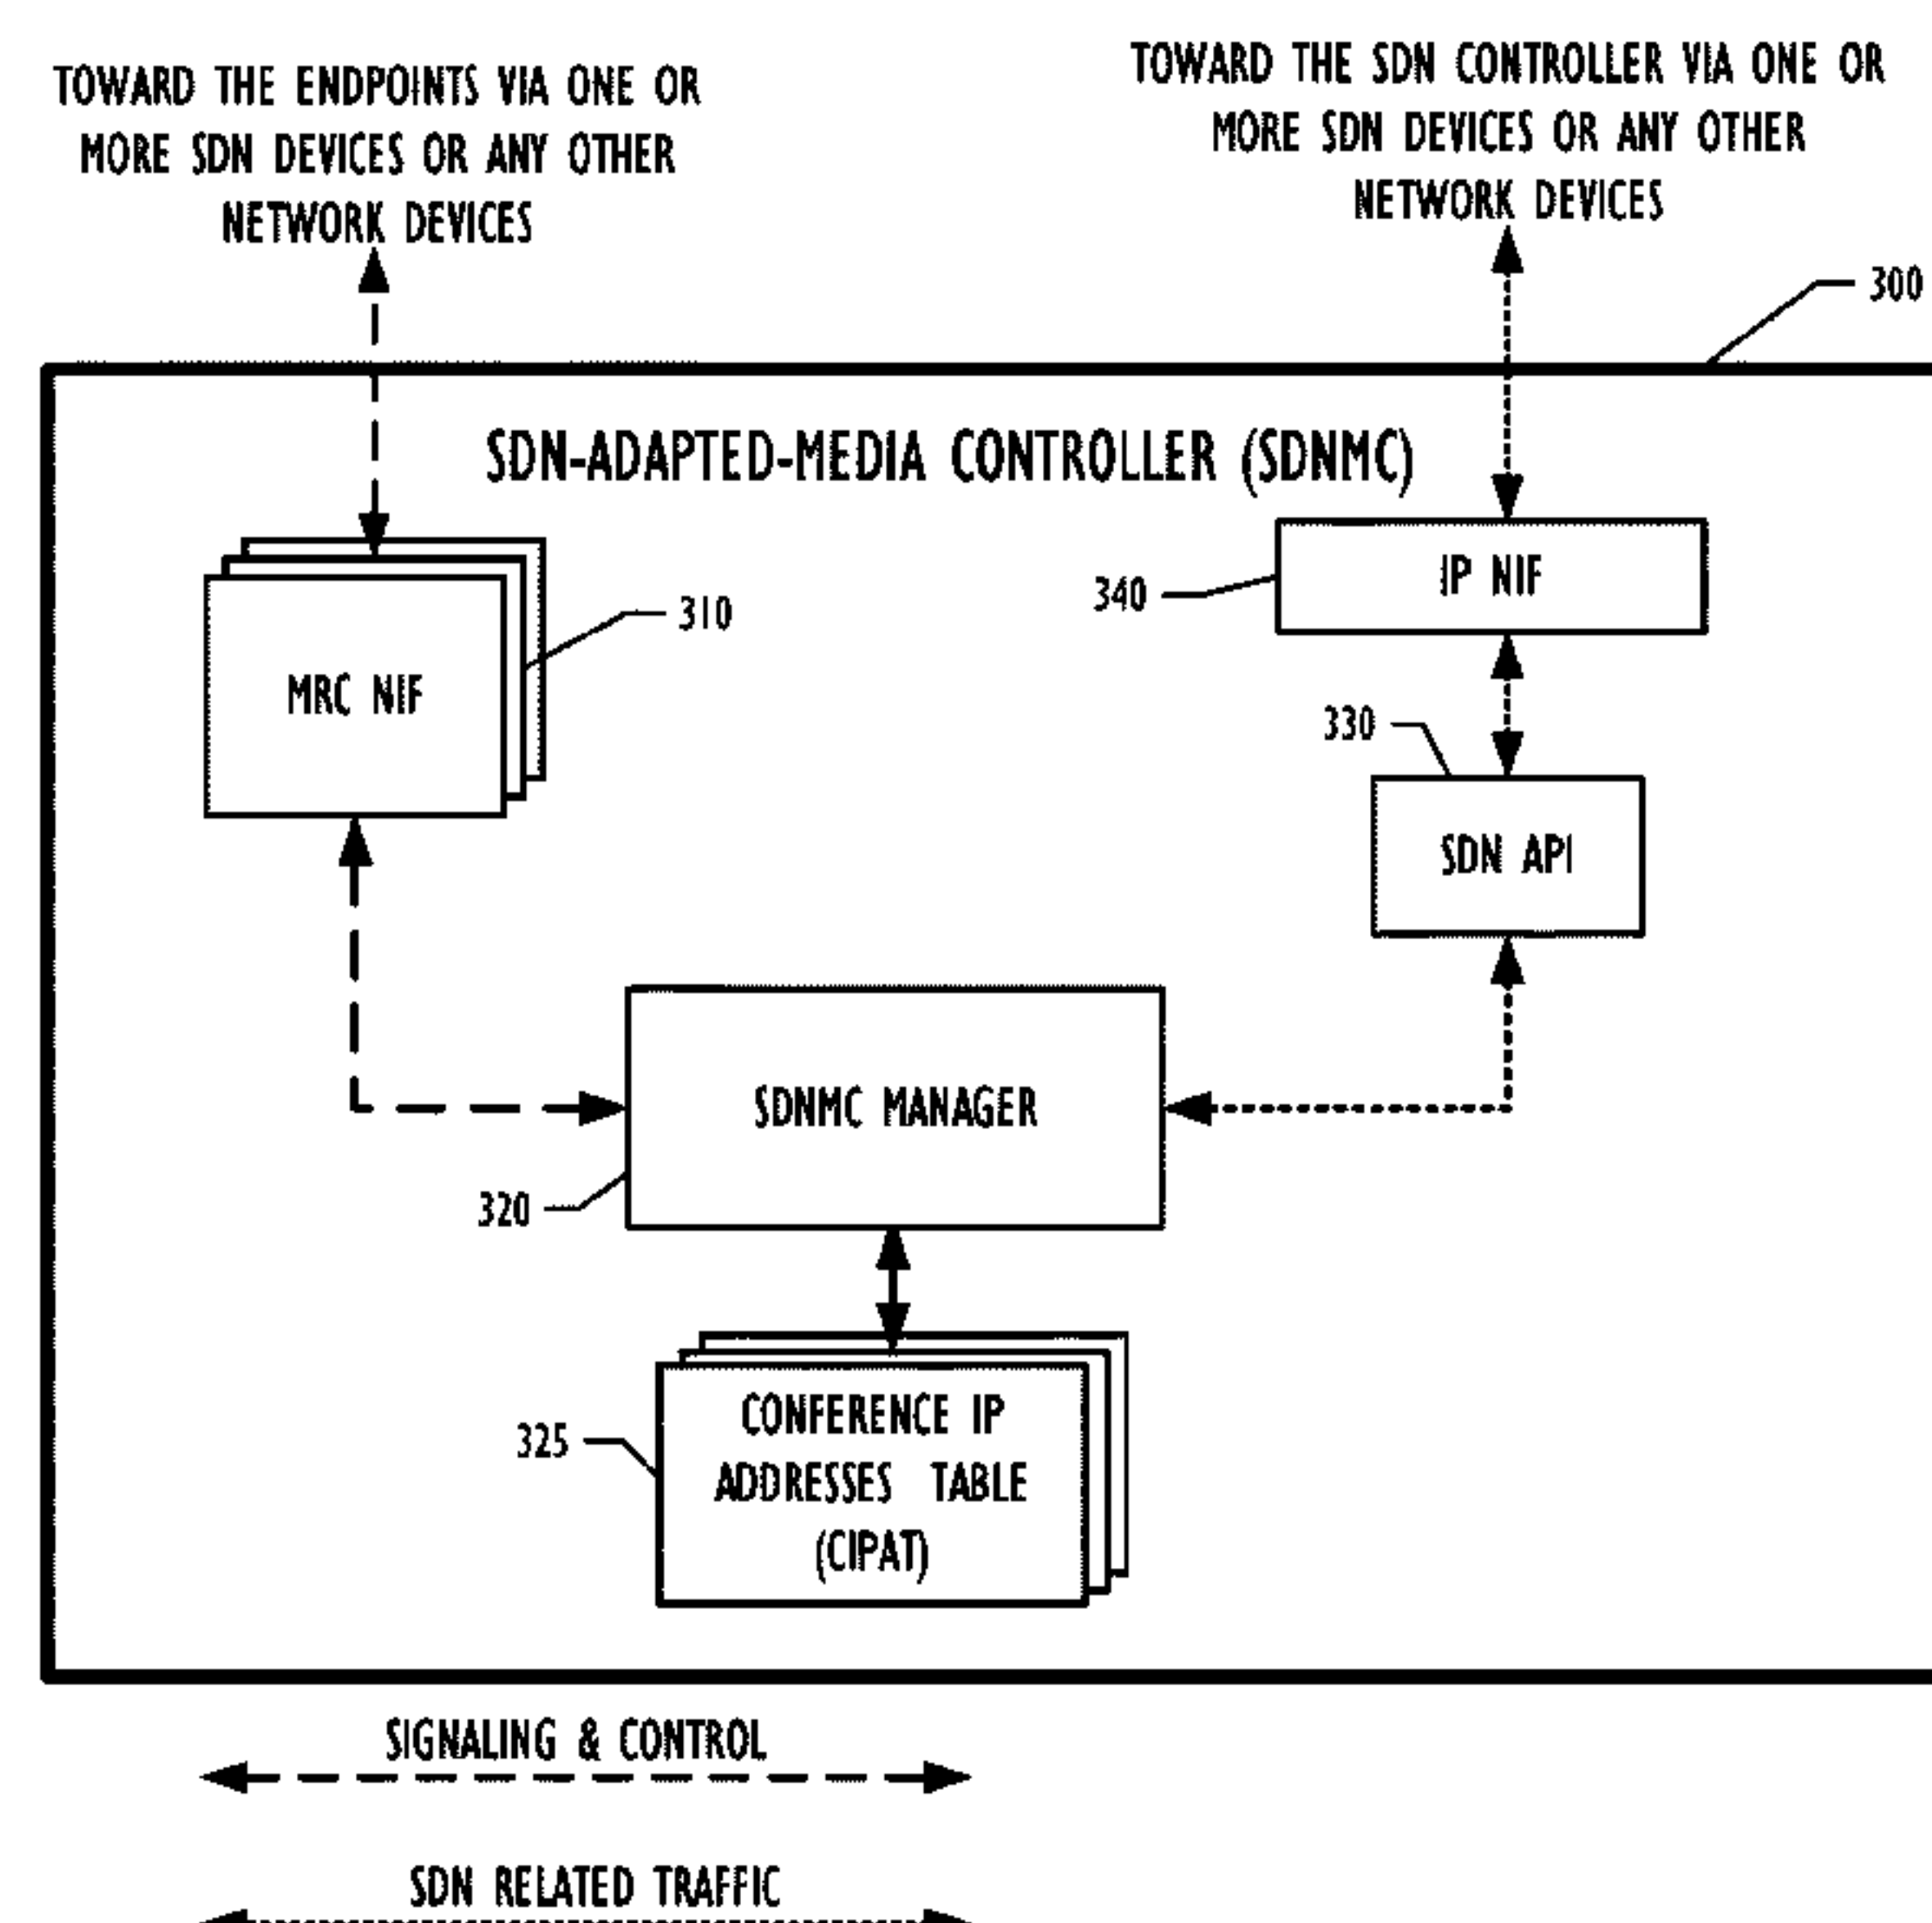 TOWARD THE ENDPOINTS VIA ONE OR
MORE SDN DEVICES OR ANY OTHER
NETWORK DEVICES
TOWARD THE SDN CONTROLLER VIA ONE OR
MORE SDN DEVICES OR ANY OTHER
NETWORK DEVICES
300
SDN-ADAPTED-MEDIA CONTROLLER (SDNMC)
IP NIF
340
310
MRC NIF
330
SDN API
SDNMC MANAGER
320
CONFERENCE IP
ADDRESSES TABLE
(CIPAT)
325
SIGNALING & CONTROL
SDN RELATED TRAFFIC